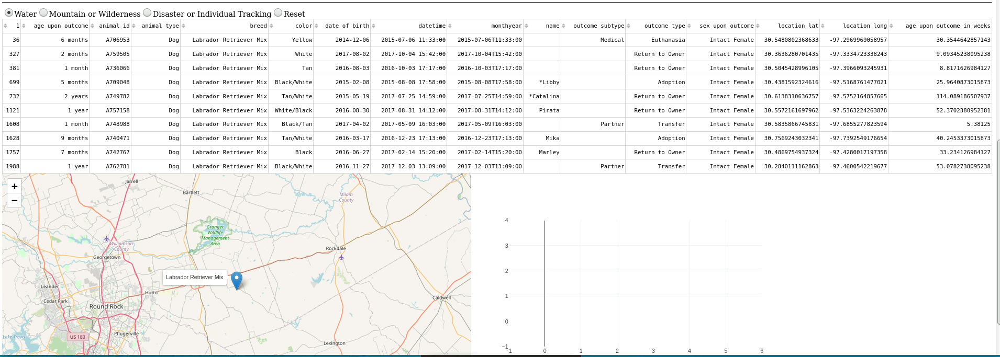 Water Mountain or Wilderness Disaster or Individual Tracking Reset
1 age_upon_outcome animal_id animal_type breed color date_of_birth datetime monthyear name outcome_subtype outcome_type sex_upon_outcome location_lat location_long age_upon_outcome_in_weeks
36 6 months A706953 Dog Labrador Retriever Mix Yellow 2014-12-06 2015-07-06 11:33:00 2015-07-06T11:33:00 Medical Euthanasia Intact Female 30.5480802368633 -97.2969969058957 30.3544642857143
327 2 months A759505 Dog Labrador Retriever Mix White 2017-08-02 2017-10-04 15:42:00 2017-10-04T15:42:00 Return to Owner Intact Female 30.3636280701435 -97.3334723338243 9.09345238095238
381 1 month A736066 Dog Labrador Retriever Mix Tan 2016-08-03 2016-10-03 17:17:00 2016-10-03T17:17:00 Return to Owner Intact Female 30.5045428996105 -97.3966093245931 8.8171626984127
699 5 months A709048 Dog Labrador Retriever Mix Black/White 2015-02-08 2015-08-08 17:58:00 2015-08-08T17:58:00 *Libby Adoption Intact Female 30.4381592324616 -97.5168761477021 25.9640873015873
732 2 years A749782 Dog Labrador Retriever Mix Tan/White 2015-05-19 2017-07-25 14:59:00 2017-07-25T14:59:00 *Catalina Return to Owner Intact Female 30.6138310636757 -97.5752164857665 114.089186507937
1121 1 year A757158 Dog Labrador Retriever Mix White/Black 2016-08-30 2017-08-31 14:12:00 2017-08-31T14:12:00 Pirata Return to Owner Intact Female 30.5572161697962 -97.5363224263878 52.3702380952381
1608 1 month A748988 Dog Labrador Retriever Mix Black/Tan 2017-04-02 2017-05-09 16:03:00 2017-05-09T16:03:00 Partner Transfer Intact Female 30.5835866745831 -97.6855277823594 5.38125
1628 9 months A740471 Dog Labrador Retriever Mix Tan/White 2016-03-17 2016-12-23 17:13:00 2016-12-23T17:13:00 Mika Adoption Intact Female 30.7569243032341 -97.7392549176654 40.2453373015873
1757 7 months A742767 Dog Labrador Retriever Mix Black 2016-06-27 2017-02-14 15:20:00 2017-02-14T15:20:00 Marley Return to Owner Intact Female 30.4869754937324 -97.4280017197358 33.234126984127
1988 1 year A762781 Dog Labrador Retriever Mix Black/White 2016-11-27 2017-12-03 13:09:00 2017-12-03T13:09:00 Partner Transfer Intact Female 30.2840111162863 -97.4600542219677 53.0782738095238
+
−
Jarrell
Bartlett
Milam
County
Granger
Wildlife
Management
Area
Williamson
County
Georgetown
Rockdale
Labrador Retriever Mix
Leander
Hutto
Cedar Park
Round Rock
Caldwell
Pflugerville
US 183
Lake Travis
Lexington
4
3
2
1
0
−1
−1 0 1 2 3 4 5 6